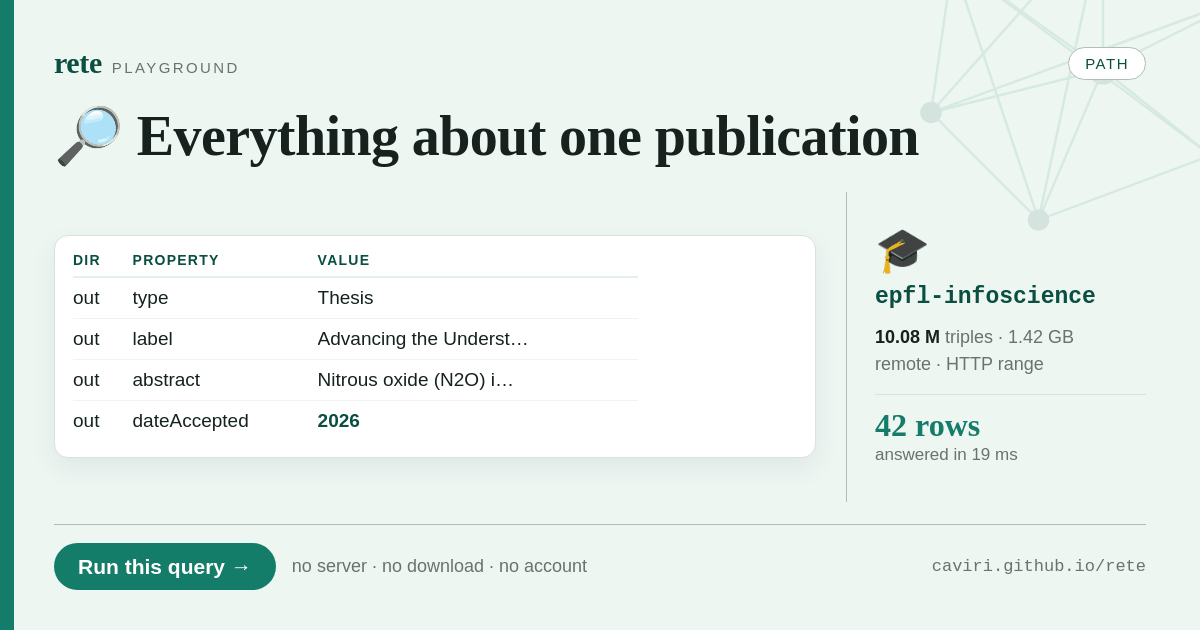 rete PLAYGROUND
PATH
Everything about one publication
DIR PROPERTY VALUE
out type Thesis
out label Advancing the Underst…
out abstract Nitrous oxide (N2O) i…
out dateAccepted 2026
epfl-infoscience
10.08 M triples · 1.42 GB
remote · HTTP range
42 rows
answered in 19 ms
Run this query →
no server · no download · no account
caviri.github.io/rete